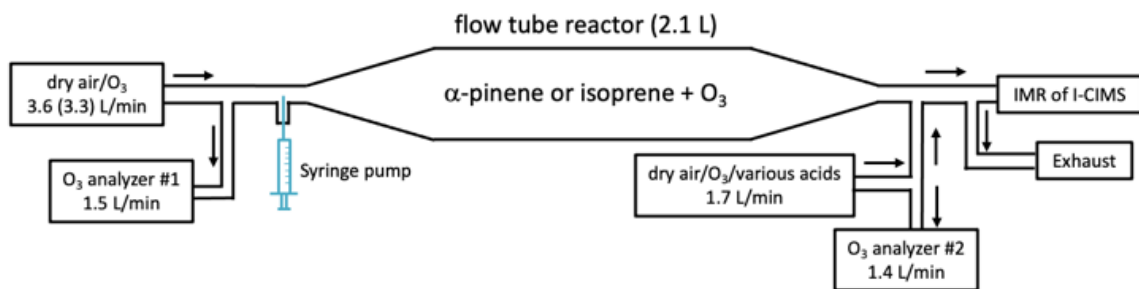 flow tube reactor (2.1 L)
dry air/O₃
3.6 (3.3) L/min
α-pinene or isoprene + O₃
IMR of I-CIMS
O₃ analyzer #1
1.5 L/min
Syringe pump
dry air/O₃/various acids
1.7 L/min
Exhaust
O₃ analyzer #2
1.4 L/min